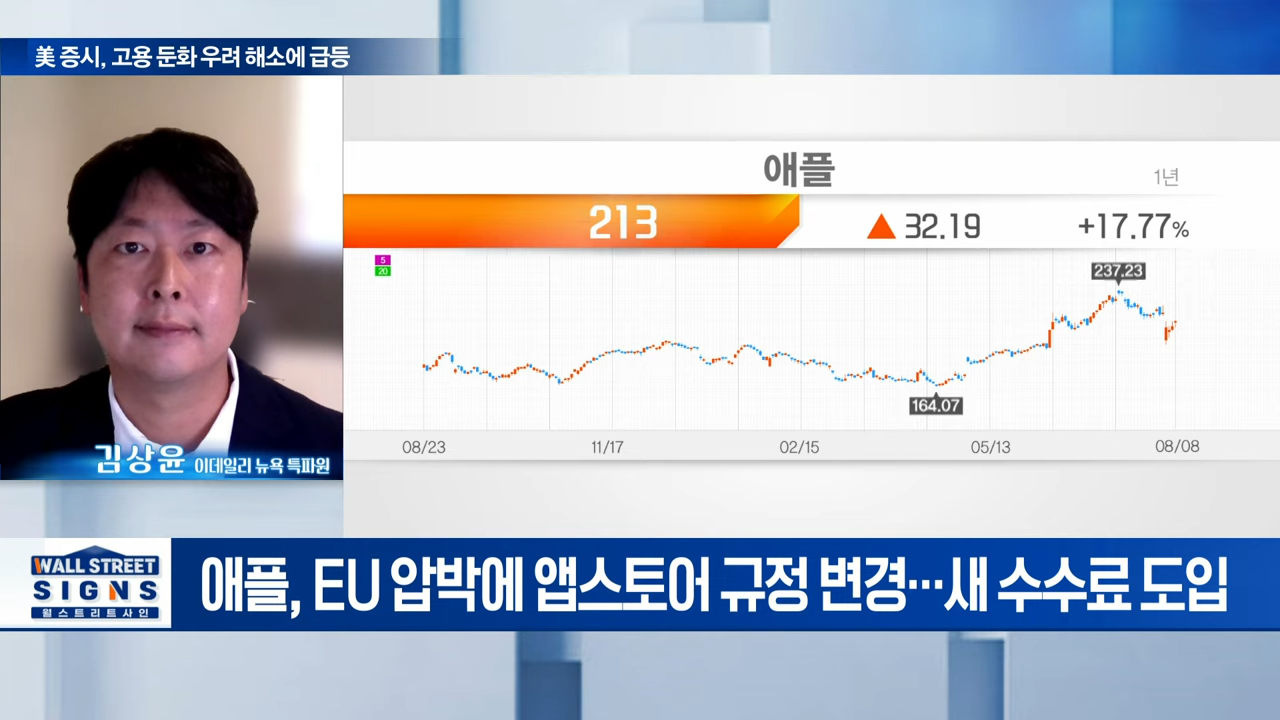 美 증시, 고용 둔화 우려 해소에 급등
애플
1년
213
▲ 32.19
+17.77%
5
20
237.23
164.07
08/23
11/17
02/15
05/13
08/08
김상윤 이데일리 뉴욕 특파원
WALL STREET
SIGNS
월스트리트사인
애플, EU 압박에 앱스토어 규정 변경…새 수수료 도입